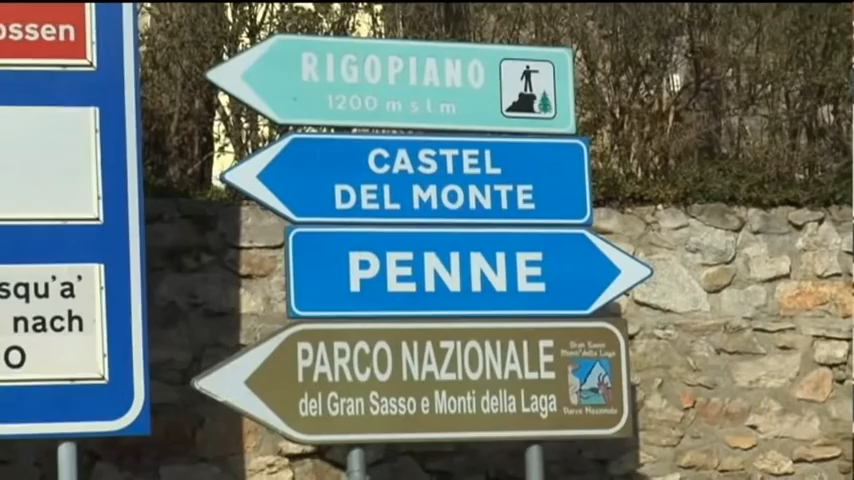 ossen
squ'a'
nach
O
RIGOPIANO
1200 m s l m
CASTEL
DEL MONTE
PENNE
PARCO NAZIONALE
del Gran Sasso e Monti della Laga
Gran Sasso
Monti della Laga
Parco Nazionale